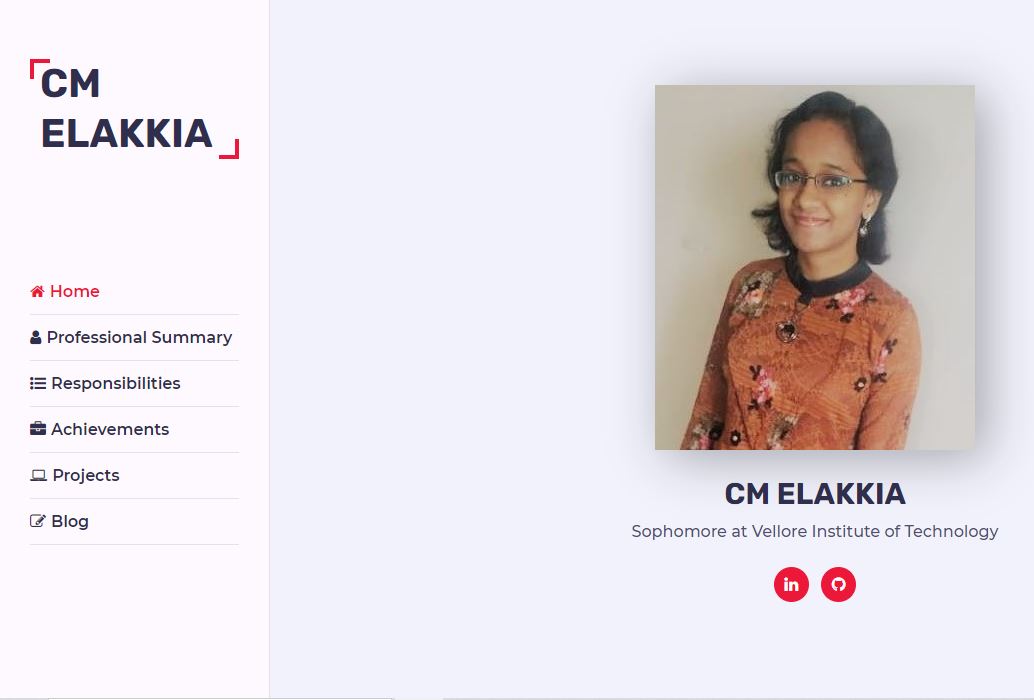 CM
ELAKKIA
Home
Professional Summary
Responsibilities
Achievements
Projects
Blog
CM ELAKKIA
Sophomore at Vellore Institute of Technology
in